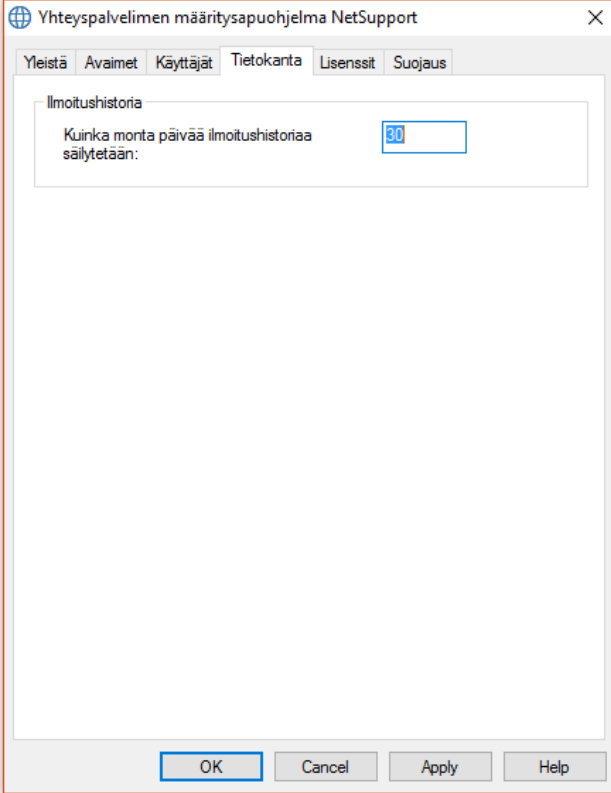 Yhteyspalvelimen määritysapuohjelma NetSupport
Yleistä Avaimet Käyttäjät Tietokanta Lisenssit Suojaus
Ilmoitushistoria
Kuinka monta päivää ilmoitushistoriaa 30
säilytetään:
OK Cancel Apply Help